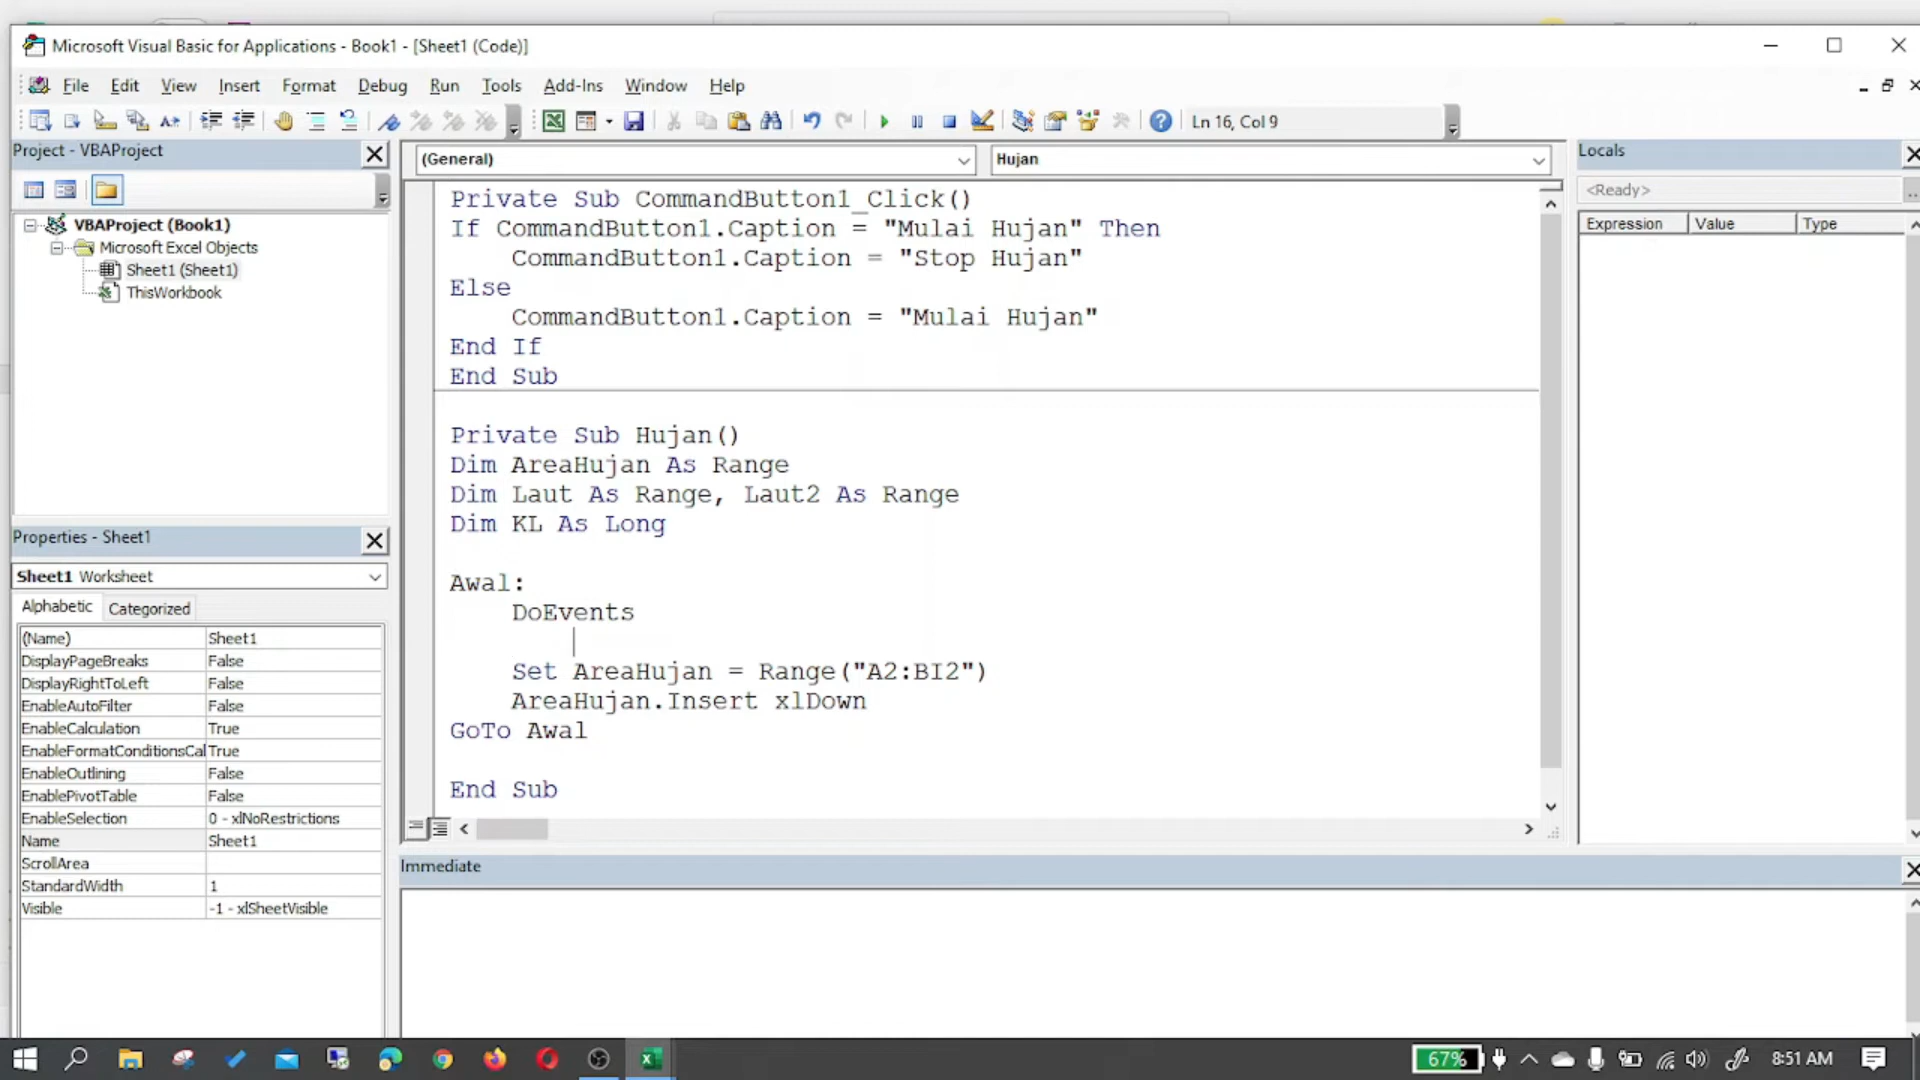 Microsoft Visual Basic for Applications - Book1 - [Sheet1 (Code)]
File Edit View Insert Format Debug Run Tools Add-Ins Window Help
Ln 16, Col 9
Project - VBAProject
VBAProject (Book1)
Microsoft Excel Objects
Sheet1 (Sheet1)
ThisWorkbook
(General)
Hujan
Private Sub CommandButton1_Click()
If CommandButton1.Caption = "Mulai Hujan" Then
CommandButton1.Caption = "Stop Hujan"
Else
CommandButton1.Caption = "Mulai Hujan"
End If
End Sub
Private Sub Hujan()
Dim AreaHujan As Range
Dim Laut As Range, Laut2 As Range
Dim KL As Long
Awal:
DoEvents
Set AreaHujan = Range("A2:BI2")
AreaHujan.Insert xlDown
GoTo Awal
End Sub
Locals
<Ready>
...
Expression Value Type
Properties - Sheet1
Sheet1 Worksheet
Alphabetic Categorized
(Name) Sheet1
DisplayPageBreaks False
DisplayRightToLeft False
EnableAutoFilter False
EnableCalculation True
EnableFormatConditionsCal True
EnableOutlining False
EnablePivotTable False
EnableSelection 0 - xlNoRestrictions
Name Sheet1
ScrollArea
StandardWidth 1
Visible -1 - xlSheetVisible
Immediate
67%
8:51 AM